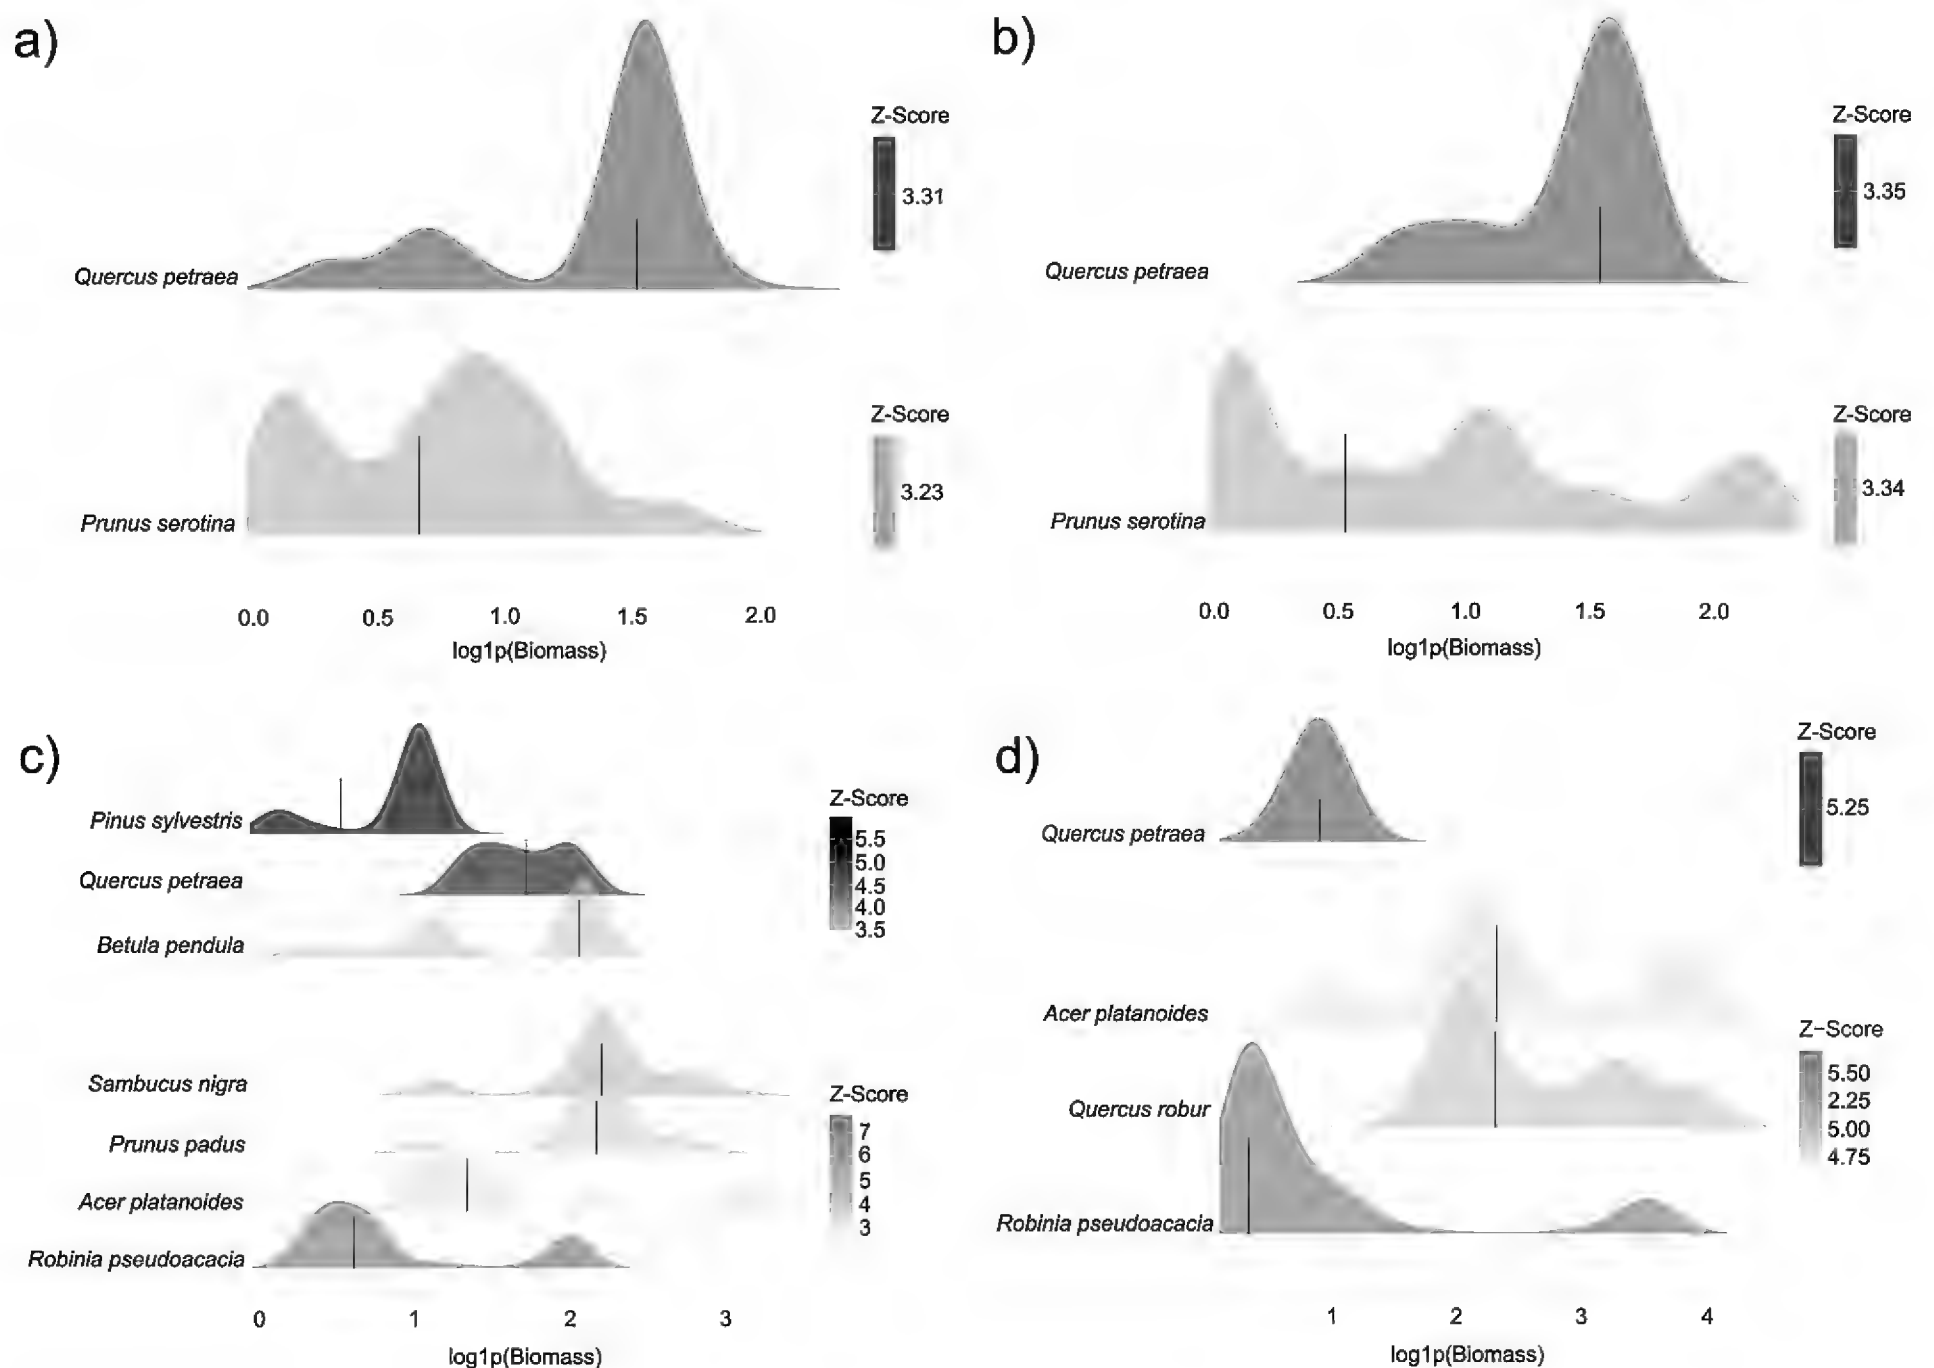 a)
Z-Score
3.31
Quercus petraea
Z-Score
3.23
Prunus serotina
0.0 0.5 1.0 1.5 2.0
log1p(Biomass)
b)
Z-Score
3.35
Quercus petraea
Z-Score
3.34
Prunus serotina
0.0 0.5 1.0 1.5 2.0
log1p(Biomass)
c)
Pinus sylvestris
Quercus petraea
Betula pendula
Z-Score
5.5
5.0
4.5
4.0
3.5
Sambucus nigra
Prunus padus
Acer platanoides
Robinia pseudoacacia
Z-Score
7
6
5
4
3
0 1 2 3
log1p(Biomass)
d)
Z-Score
5.25
Quercus petraea
Acer platanoides
Quercus robur
Robinia pseudoacacia
Z-Score
5.50
2.25
5.00
4.75
1 2 3 4
log1p(Biomass)